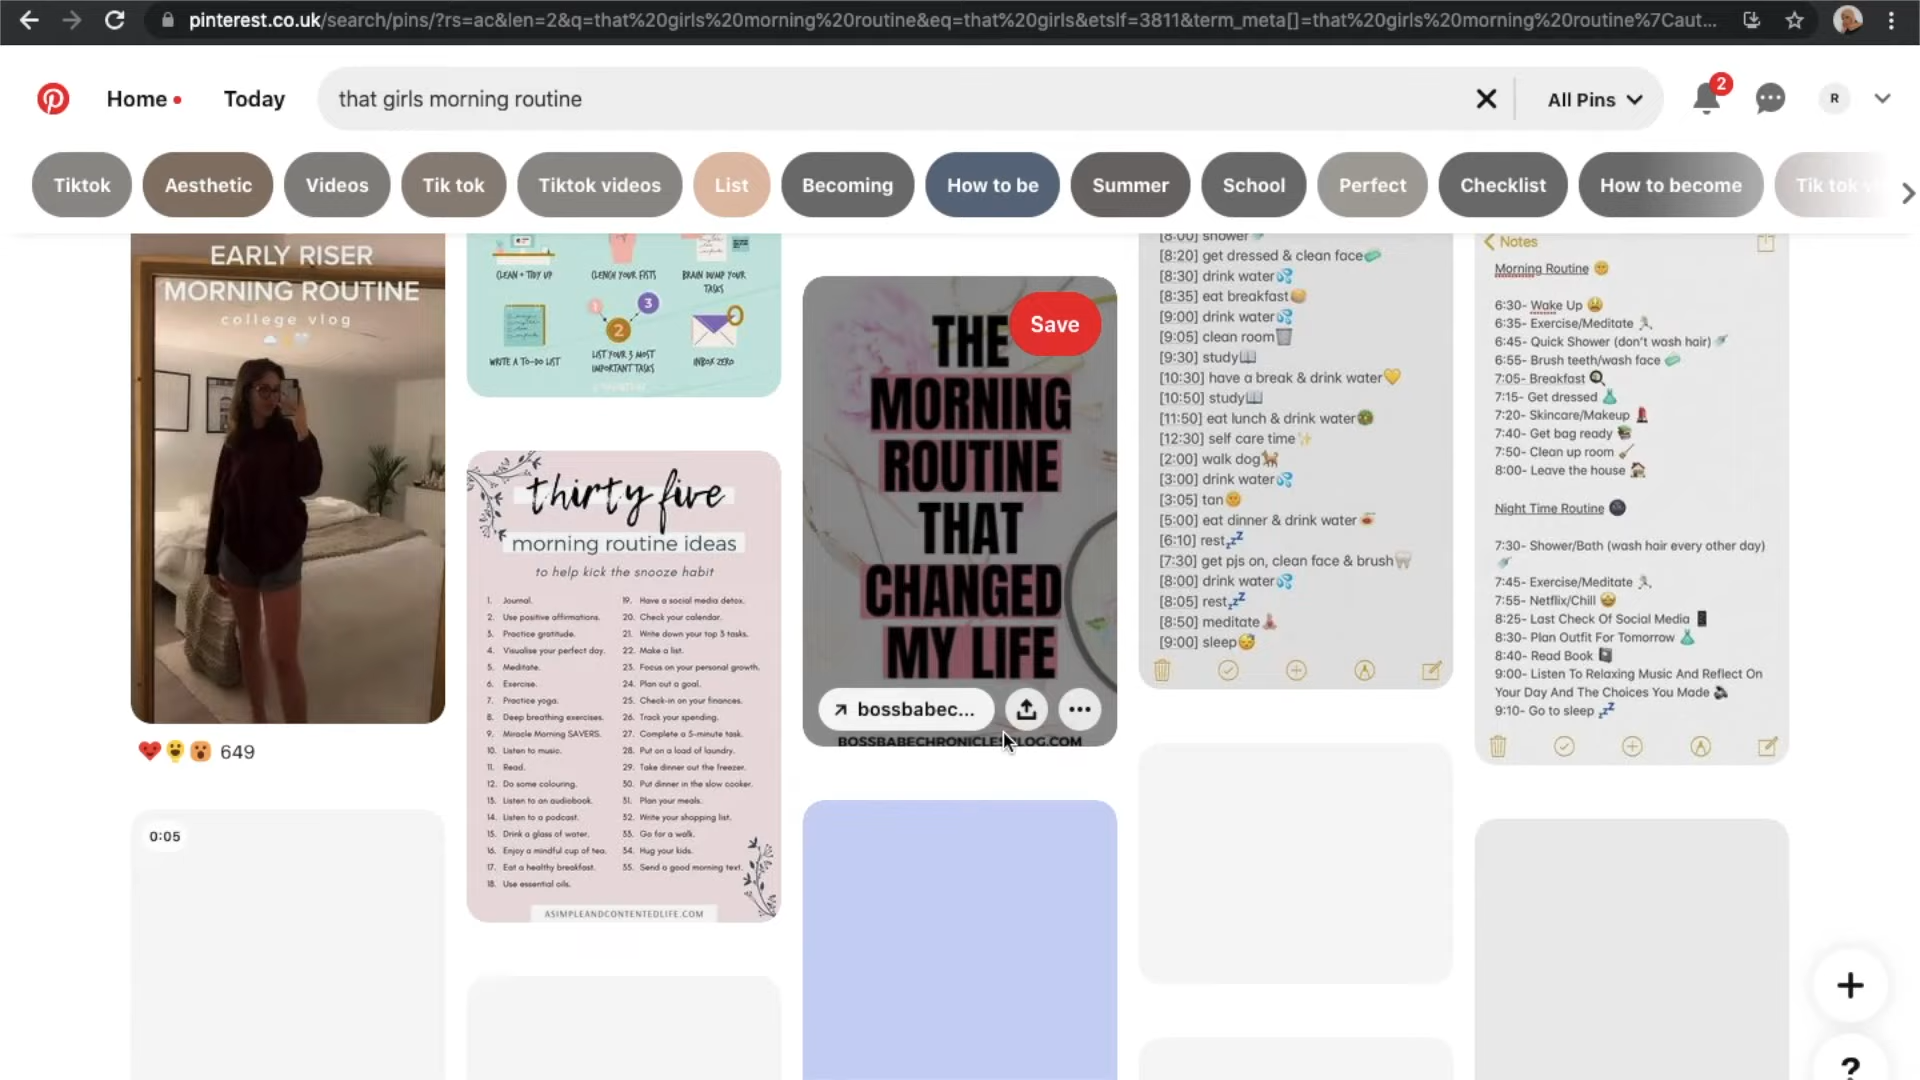 pinterest.co.uk/search/pins/?rs=ac&len=2&q=that%20girls%20morning%20routine&eq=that%20girls&etslf=3811&term_meta[]=that%20girls%20morning%20routine%7Caut...
Home
Today
that girls morning routine
All Pins
2
R
Tiktok
Aesthetic
Videos
Tik tok
Tiktok videos
List
Becoming
How to be
Summer
School
Perfect
Checklist
How to become
Tik tok
EARLY RISER
MORNING ROUTINE
college vlog
649
0:05
CLEAN + TIDY UP
CLENCH YOUR FISTS
BRAIN DUMP YOUR
TASKS
1
2
3
WRITE A TO-DO LIST
LIST YOUR 3 MOST
IMPORTANT TASKS
INBOX ZERO
thirty five
morning routine ideas
to help kick the snooze habit
1. Journal.
2. Use positive affirmations.
3. Practice gratitude.
4. Visualise your perfect day.
5. Meditate.
6. Exercise.
7. Practice yoga.
8. Deep breathing exercises.
9. Miracle Morning SAVERS.
10. Listen to music.
11. Read.
12. Do some colouring.
13. Listen to an audiobook.
14. Listen to a podcast.
15. Drink a glass of water.
16. Enjoy a mindful cup of tea.
17. Eat a healthy breakfast.
18. Use essential oils.
19. Have a social media detox.
20. Check your calendar.
21. Write down your top 3 tasks.
22. Make a list.
23. Focus on your personal growth.
24. Plan out a goal.
25. Check-in on your finances.
26. Track your spending.
27. Complete a 5-minute task.
28. Put on a load of laundry.
29. Take dinner out the freezer.
30. Put dinner in the slow cooker.
31. Plan your meals.
32. Write your shopping list.
33. Go for a walk.
34. Hug your kids.
35. Send a good morning text.
ASIMPLEANDCONTENTEDLIFE.COM
Save
THE
MORNING
ROUTINE
THAT
CHANGED
MY LIFE
bossbabec...
BOSSBABECHRONICLESBLOG.COM
[8:00] shower
[8:20] get dressed & clean face🧼
[8:30] drink water💦
[8:35] eat breakfast🥞
[9:00] drink water💦
[9:05] clean room🗑
[9:30] study📖
[10:30] have a break & drink water💛
[10:50] study📖
[11:50] eat lunch & drink water🥗
[12:30] self care time✨
[2:00] walk dog🐕
[3:00] drink water💦
[3:05] tan🌞
[5:00] eat dinner & drink water🍝
[6:10] rest💤
[7:30] get pjs on, clean face & brush🦷
[8:00] drink water💦
[8:05] rest💤
[8:50] meditate🧘
[9:00] sleep😴
Notes
Morning Routine 🌞
6:30- Wake Up 😩
6:35- Exercise/Meditate 🏃
6:45- Quick Shower (don't wash hair) 🚿
6:55- Brush teeth/wash face 🧼
7:05- Breakfast 🍳
7:15- Get dressed 👗
7:20- Skincare/Makeup 💄
7:40- Get bag ready 📚
7:50- Clean up room 🧹
8:00- Leave the house 🏠
Night Time Routine 🌚
7:30- Shower/Bath (wash hair every other day)
🚿
7:45- Exercise/Meditate 🏃
7:55- Netflix/Chill 🤩
8:25- Last Check Of Social Media 📱
8:30- Plan Outfit For Tomorrow 👗
8:40- Read Book 📓
9:00- Listen To Relaxing Music And Reflect On
Your Day And The Choices You Made 🔈
9:10- Go to sleep 💤